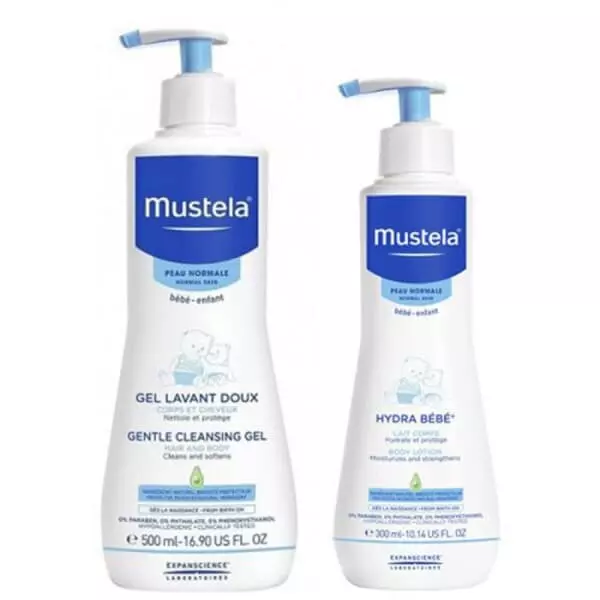 mustela®
PEAU NORMALE
NORMAL SKIN
bébé-enfant
GEL LAVANT DOUX
CORPS ET CHEVEUX
Nettoie et protège
GENTLE CLEANSING GEL
HAIR AND BODY
Cleans and softens
DÈS LA NAISSANCE - FROM BIRTH ON
0% PARABEN, 0% PHTHALATE, 0% PHENOXYETHANOL
HYPOALLERGENIC • CLINICALLY TESTED
℮ 500 ml-16.90 US FL. OZ
EXPANSCIENCE
LABORATOIRES
mustela®
PEAU NORMALE
NORMAL SKIN
bébé-enfant
HYDRA BÉBÉ®
LAIT CORPS
Hydrate et protège
BODY LOTION
Moisturizes and strengthens
DÈS LA NAISSANCE - FROM BIRTH ON
0% PARABEN, 0% PHTHALATE, 0% PHENOXYETHANOL
HYPOALLERGENIC • CLINICALLY TESTED
℮ 300 ml-10.14 US FL. OZ
EXPANSCIENCE
LABORATOIRES